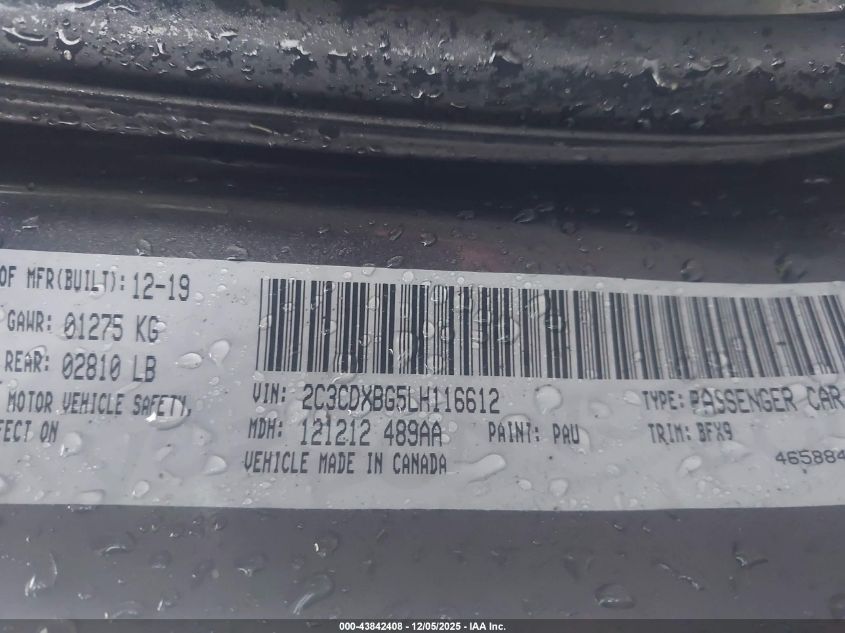 OF MFR(BUILT): 12-19
GAWR: 01275 KG
REAR: 02810 LB
MOTOR VEHICLE SAFETY,
FECT ON
VIN: 2C3CDXBG5LH116612
TYPE: PASSENGER CAR
MDH: 121212 489AA
PAINT: PAU
TRIM: BFX9
VEHICLE MADE IN CANADA
465884
000-43842408 - 12/05/2025 - IAA Inc.